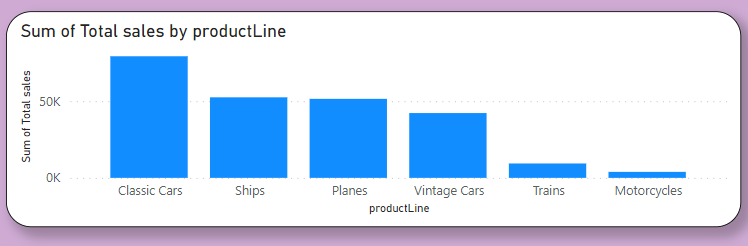 Sum of Total sales by productLine
Sum of Total sales
50K
0K
Classic Cars Ships Planes Vintage Cars Trains Motorcycles
productLine